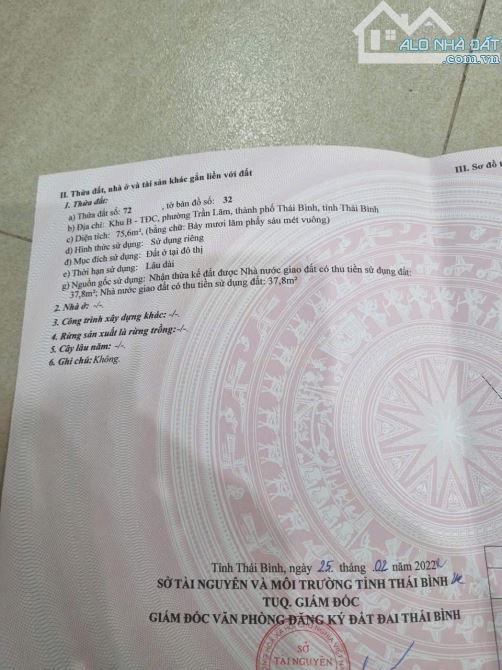 ALO NHÀ ĐẤT
.com.vn
II. Thửa đất, nhà ở và tài sản khác gắn liền với đất
III. Sơ đồ t
1. Thửa đất:
a) Thửa đất số: 72 , tờ bản đồ số: 32
b) Địa chỉ: Khu B - TĐC, phường Trần Lãm, thành phố Thái Bình, tỉnh Thái Bình
c) Diện tích: 75,6m², (bằng chữ: Bảy mươi lăm phẩy sáu mét vuông)
d) Hình thức sử dụng: Sử dụng riêng
đ) Mục đích sử dụng: Đất ở tại đô thị
e) Thời hạn sử dụng: Lâu dài
g) Nguồn gốc sử dụng: Nhận thừa kế đất được Nhà nước giao đất có thu tiền sử dụng đất:
37,8m²; Nhà nước giao đất có thu tiền sử dụng đất: 37,8m²
2. Nhà ở: -/-.
3. Công trình xây dựng khác: -/-.
4. Rừng sản xuất là rừng trồng:-/-.
5. Cây lâu năm: -/-.
6. Ghi chú:Không.
Tỉnh Thái Bình, ngày 25 tháng .02 năm 2022
SỞ TÀI NGUYÊN VÀ MÔI TRƯỜNG TỈNH THÁI BÌNH
TUQ. GIÁM ĐỐC
GIÁM ĐỐC VĂN PHÒNG ĐĂNG KÝ ĐẤT ĐAI THÁI BÌNH
SỞ
TÀI NGUYÊN